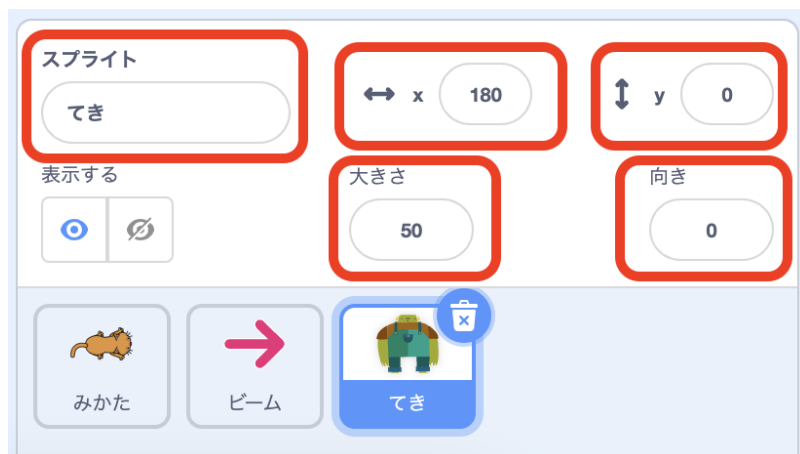 スプライト
てき
x 180
y 0
表示する
大きさ
50
向き
0
みかた
ビーム
てき